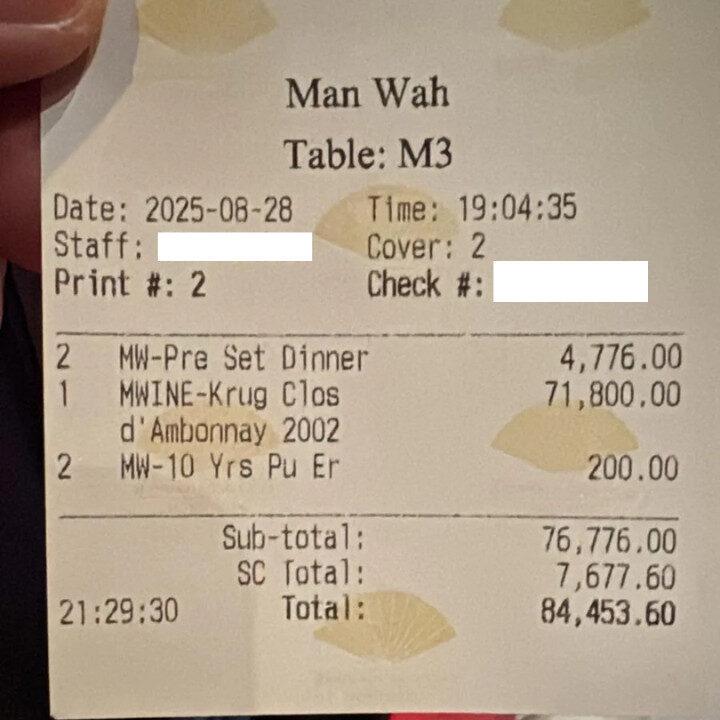 Man Wah
Table: M3
Date: 2025-08-28 Time: 19:04:35
Staff: Cover: 2
Print #: 2 Check #:
2 MW-Pre Set Dinner 4,776.00
1 MWINE-Krug Clos 71,800.00
d'Ambonnay 2002
2 MW-10 Yrs Pu Er 200.00
Sub-total: 76,776.00
SC Total: 7,677.60
21:29:30 Total: 84,453.60